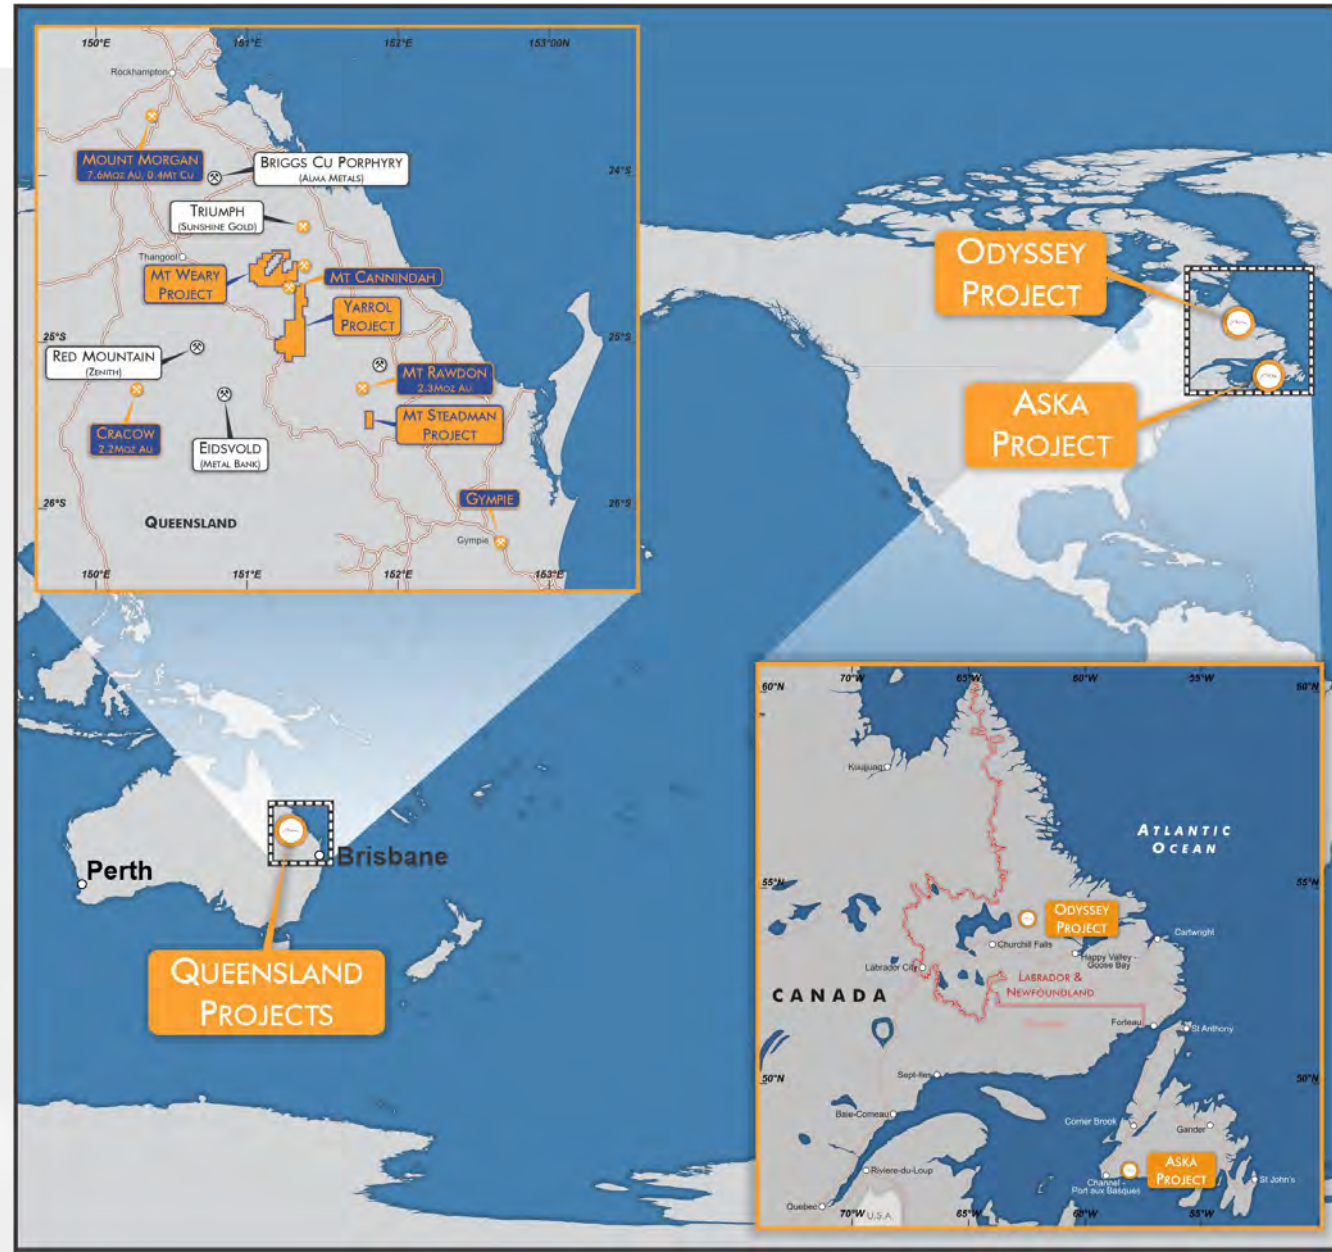 150°E
151°E
152°E
153°00N
Rockhampton
MOUNT MORGAN
7.6MOZ AU, 0.4MT CU
BRIGGS CU PORPHYRY
(ALMA METALS)
24°S
TRIUMPH
(SUNSHINE GOLD)
Thangool
MT WEARY
PROJECT
MT CANNINDAH
YARROL
PROJECT
25°S
25°S
RED MOUNTAIN
(ZENITH)
MT RAWDON
2.3MOZ AU
CRACOW
2.2MOZ AU
EIDSVOLD
(METAL BANK)
MT STEADMAN
PROJECT
26°S
26°S
GYMPIE
QUEENSLAND
Gympie
150°E
151°E
152°E
153°E
ODYSSEY
PROJECT
ASKA
PROJECT
Perth
Brisbane
QUEENSLAND
PROJECTS
60°N
70°W
65°W
60°W
55°W
60°N
Kuujjuaq
ATLANTIC
OCEAN
55°N
55°N
ODYSSEY
PROJECT
Churchill Falls
Cartwright
Happy Valley -
Goose Bay
Labrador City
LABRADOR &
NEWFOUNDLAND
CANADA
Forteau
St Anthony
50°N
50°N
Sept-Iles
Baie-Comeau
Corner Brook
Gander
ASKA
PROJECT
Riviere-du-Loup
Channel -
Port aux Basques
St John's
Quebec
U.S.A.
70°W
65°W
60°W
55°W